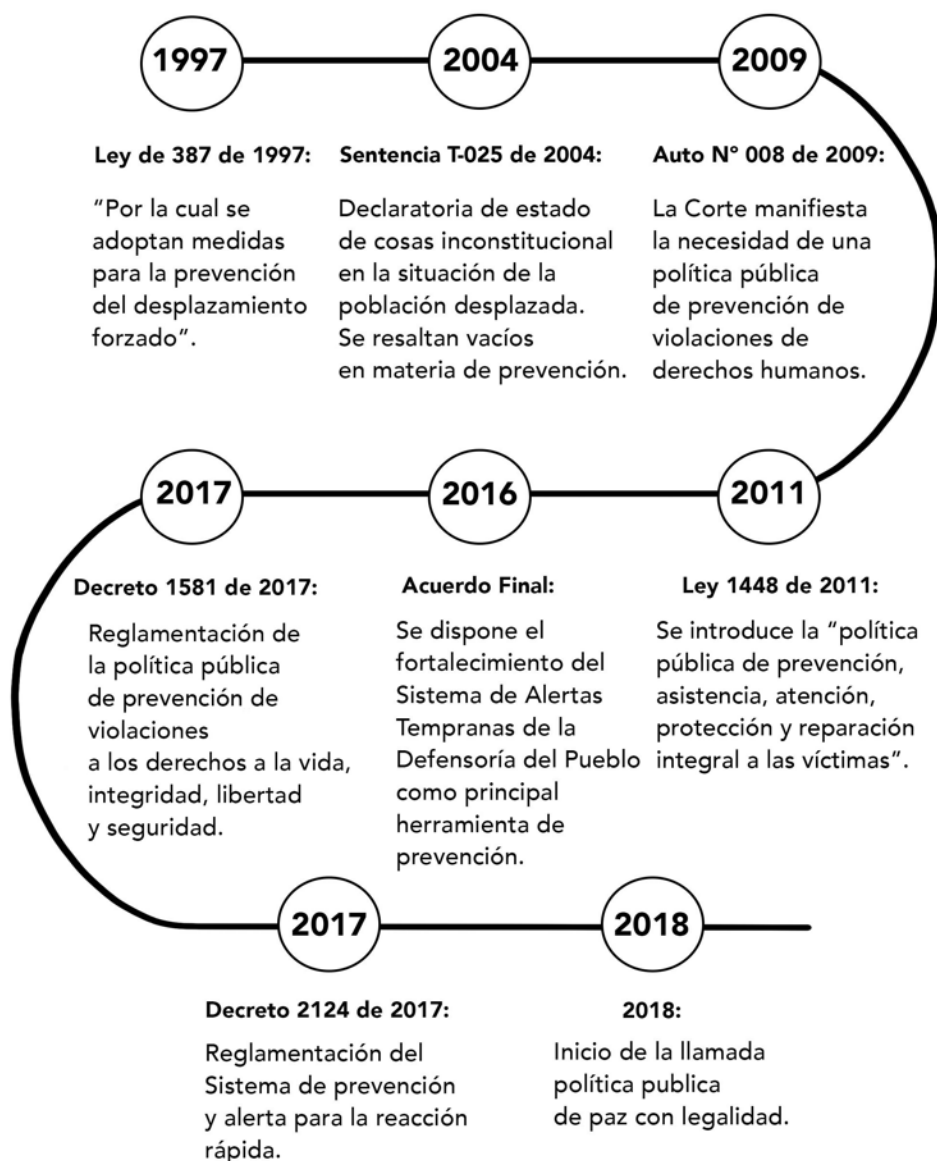 1997
2004
2009
Ley de 387 de 1997:
“Por la cual se
adoptan medidas
para la prevención
del desplazamiento
forzado”.
Sentencia T-025 de 2004:
Declaratoria de estado
de cosas inconstitucional
en la situación de la
población desplazada.
Se resaltan vacíos
en materia de prevención.
Auto N° 008 de 2009:
La Corte manifiesta
la necesidad de una
política pública
de prevención de
violaciones de
derechos humanos.
2011
Ley 1448 de 2011:
Se introduce la “política
pública de prevención,
asistencia, atención,
protección y reparación
integral a las víctimas”.
2016
Acuerdo Final:
Se dispone el
fortalecimiento del
Sistema de Alertas
Tempranas de la
Defensoría del Pueblo
como principal
herramienta de
prevención.
2017
Decreto 1581 de 2017:
Reglamentación de
la política pública
de prevención de
violaciones
a los derechos a la vida,
integridad, libertad
y seguridad.
2017
Decreto 2124 de 2017:
Reglamentación del
Sistema de prevención
y alerta para la reacción
rápida.
2018
2018:
Inicio de la llamada
política publica
de paz con legalidad.